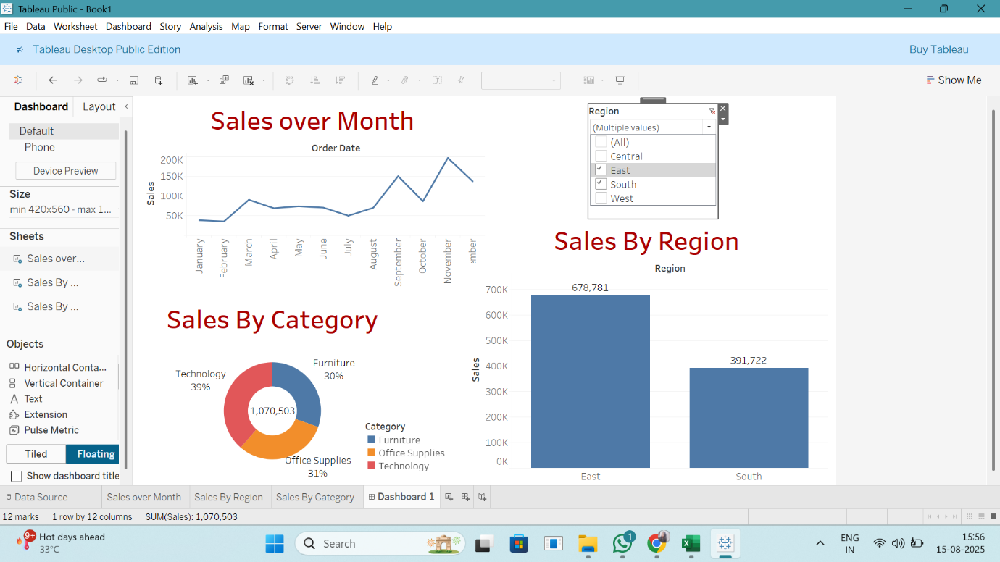 Tableau Public - Book1
File Data Worksheet Dashboard Story Analysis Map Format Server Window Help
Tableau Desktop Public Edition
Buy Tableau
Show Me
Dashboard Layout
Default
Phone
Device Preview
Size
min 420x560 - max 1...
Sheets
Sales over...
Sales By ...
Sales By ...
Objects
Horizontal Conta...
Vertical Container
Text
Extension
Pulse Metric
Tiled Floating
Show dashboard title
Sales over Month
Order Date
Sales
200K
150K
100K
50K
January
February
March
April
May
June
July
August
September
October
November
mber
Region
(Multiple values)
(All)
Central
East
South
West
Sales By Category
Technology
39%
Furniture
30%
1,070,503
Office Supplies
31%
Category
Furniture
Office Supplies
Technology
Sales By Region
Region
Sales
700K
600K
500K
400K
300K
200K
100K
0K
678,781
391,722
East South
Data Source Sales over Month Sales By Region Sales By Category Dashboard 1
12 marks 1 row by 12 columns SUM(Sales): 1,070,503
9+
Hot days ahead
33°C
Search
1
ENG
IN
15:56
15-08-2025